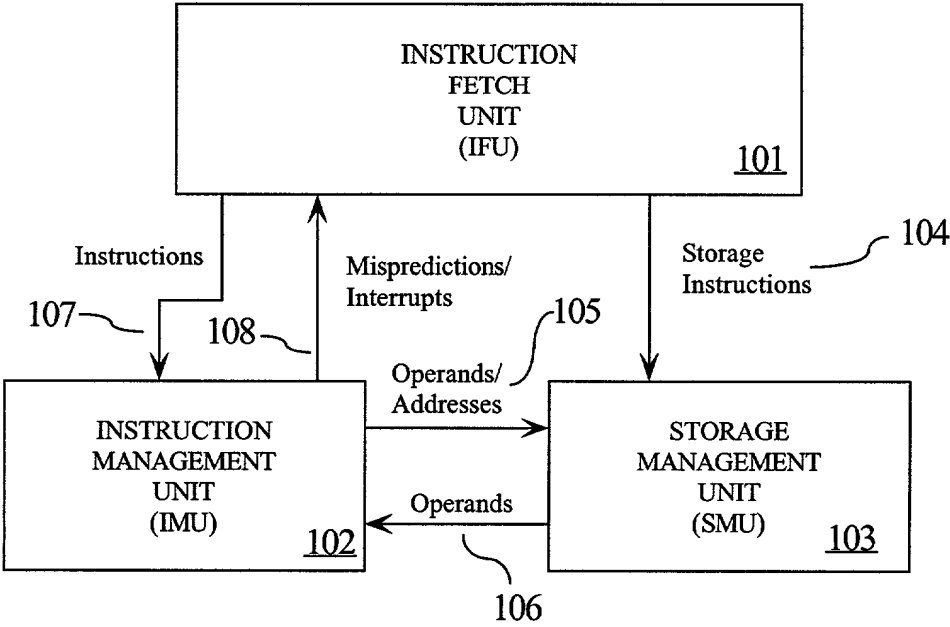 INSTRUCTION
FETCH
UNIT
(IFU)
101
Instructions
Mispredictions/
Interrupts
Storage
Instructions
104
107
108
105
Operands/
Addresses
INSTRUCTION
MANAGEMENT
UNIT
(IMU)
102
Operands
106
STORAGE
MANAGEMENT
UNIT
(SMU)
103